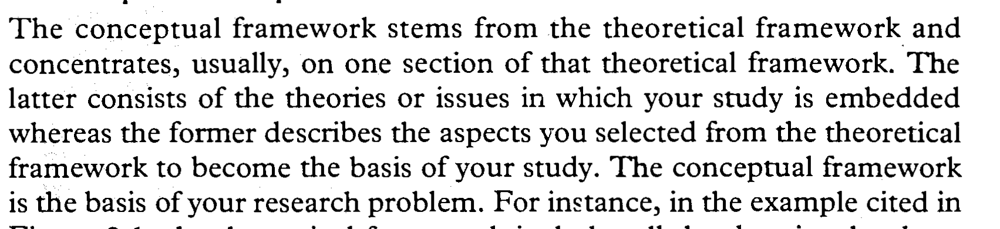 The conceptual framework stems from the theoretical framework and
concentrates, usually, on one section of that theoretical framework. The
latter consists of the theories or issues in which your study is embedded
whereas the former describes the aspects you selected from the theoretical
framework to become the basis of your study. The conceptual framework
is the basis of your research problem. For instance, in the example cited in